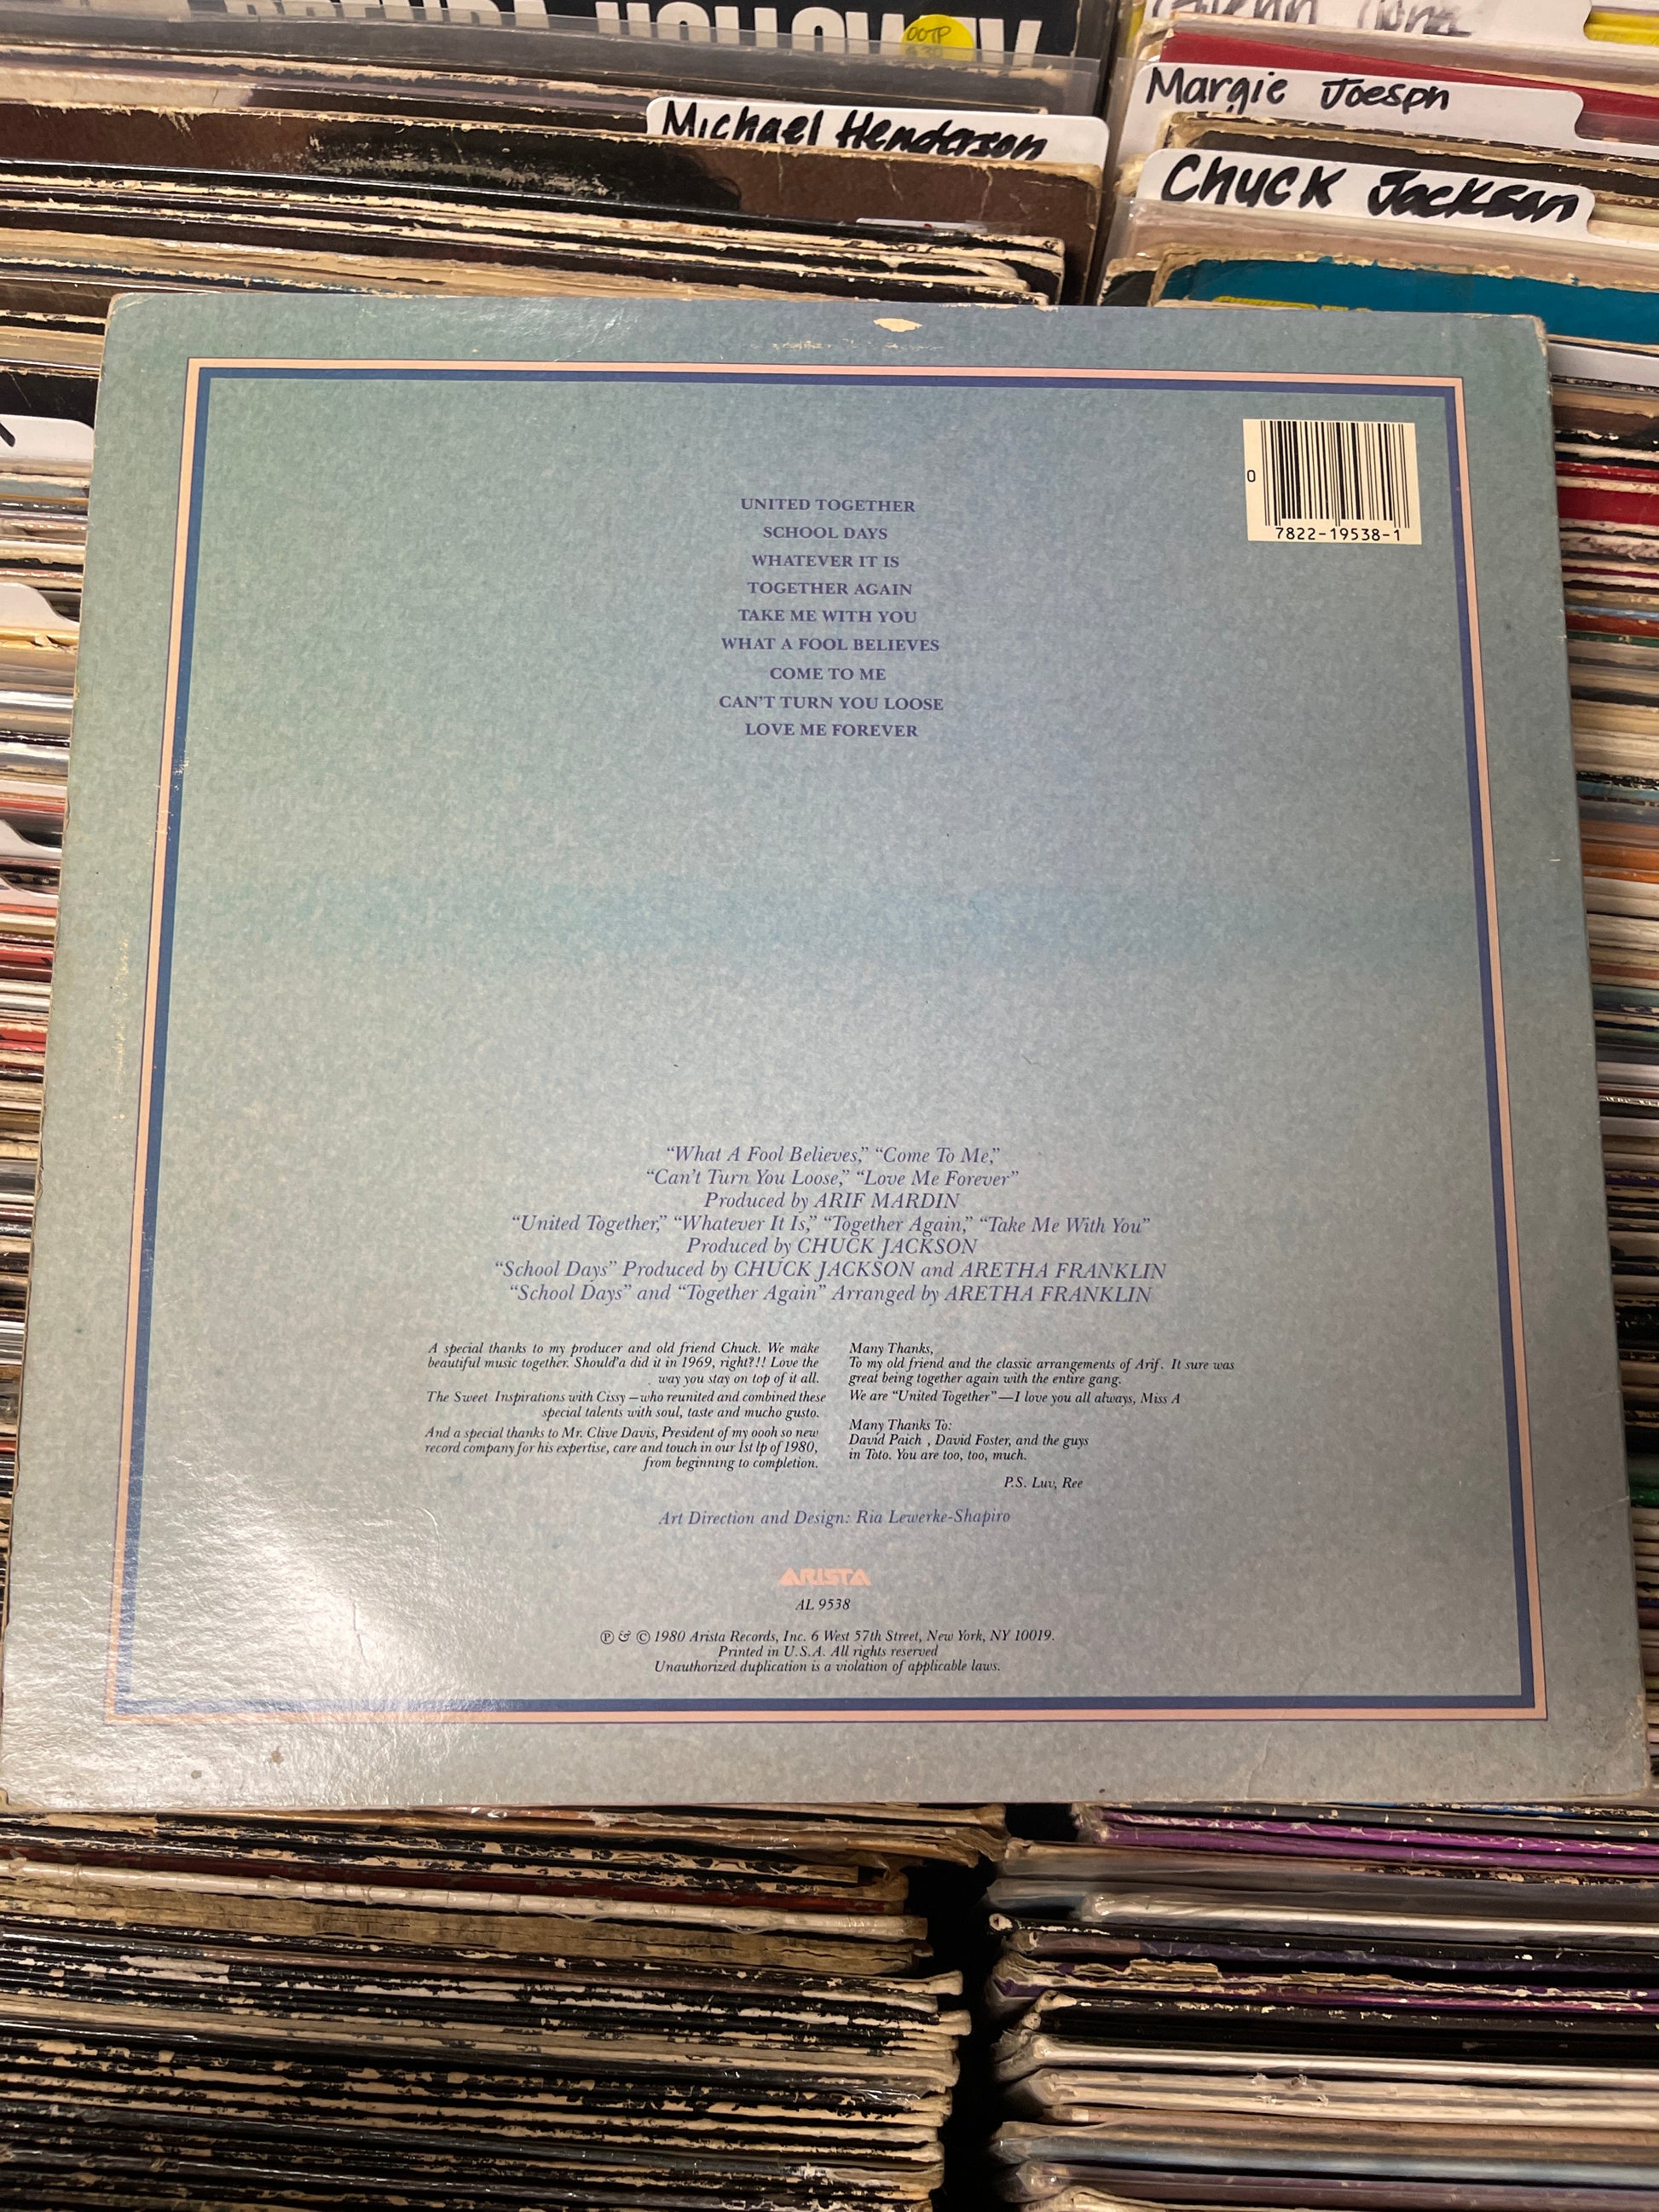 OOTP
Michael Henderson
Margie Joespn
Chuck Jackson
0
7822-19538-1
UNITED TOGETHER
SCHOOL DAYS
WHATEVER IT IS
TOGETHER AGAIN
TAKE ME WITH YOU
WHAT A FOOL BELIEVES
COME TO ME
CAN'T TURN YOU LOOSE
LOVE ME FOREVER
“What A Fool Believes,” “Come To Me,”
“Can't Turn You Loose,” “Love Me Forever”
Produced by ARIF MARDIN
“United Together,” “Whatever It Is,” “Together Again,” “Take Me With You”
Produced by CHUCK JACKSON
“School Days” Produced by CHUCK JACKSON and ARETHA FRANKLIN
“School Days” and “Together Again” Arranged by ARETHA FRANKLIN
A special thanks to my producer and old friend Chuck. We make
beautiful music together. Should'a did it in 1969, right?!! Love the
way you stay on top of it all.
The Sweet Inspirations with Cissy—who reunited and combined these
special talents with soul, taste and mucho gusto.
And a special thanks to Mr. Clive Davis, President of my oooh so new
record company for his expertise, care and touch in our 1st lp of 1980,
from beginning to completion.
Many Thanks,
To my old friend and the classic arrangements of Arif. It sure was
great being together again with the entire gang.
We are “United Together”—I love you all always, Miss A
Many Thanks To:
David Paich , David Foster, and the guys
in Toto. You are too, too, much.
P.S. Luv, Ree
Art Direction and Design: Ria Lewerke-Shapiro
ARISTA
AL 9538
Ⓟ & © 1980 Arista Records, Inc. 6 West 57th Street, New York, NY 10019.
Printed in U.S.A. All rights reserved
Unauthorized duplication is a violation of applicable laws.